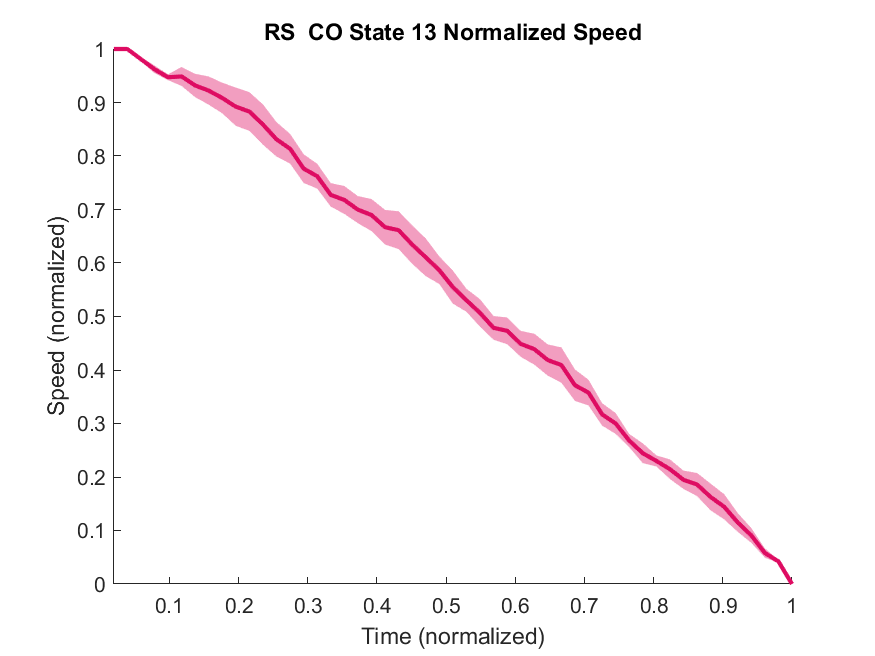 RS  CO State 13 Normalized Speed
1
0.9
0.8
0.7
0.6
0.5
0.4
0.3
0.2
0.1
0
Speed (normalized)
0.1 0.2 0.3 0.4 0.5 0.6 0.7 0.8 0.9 1
Time (normalized)